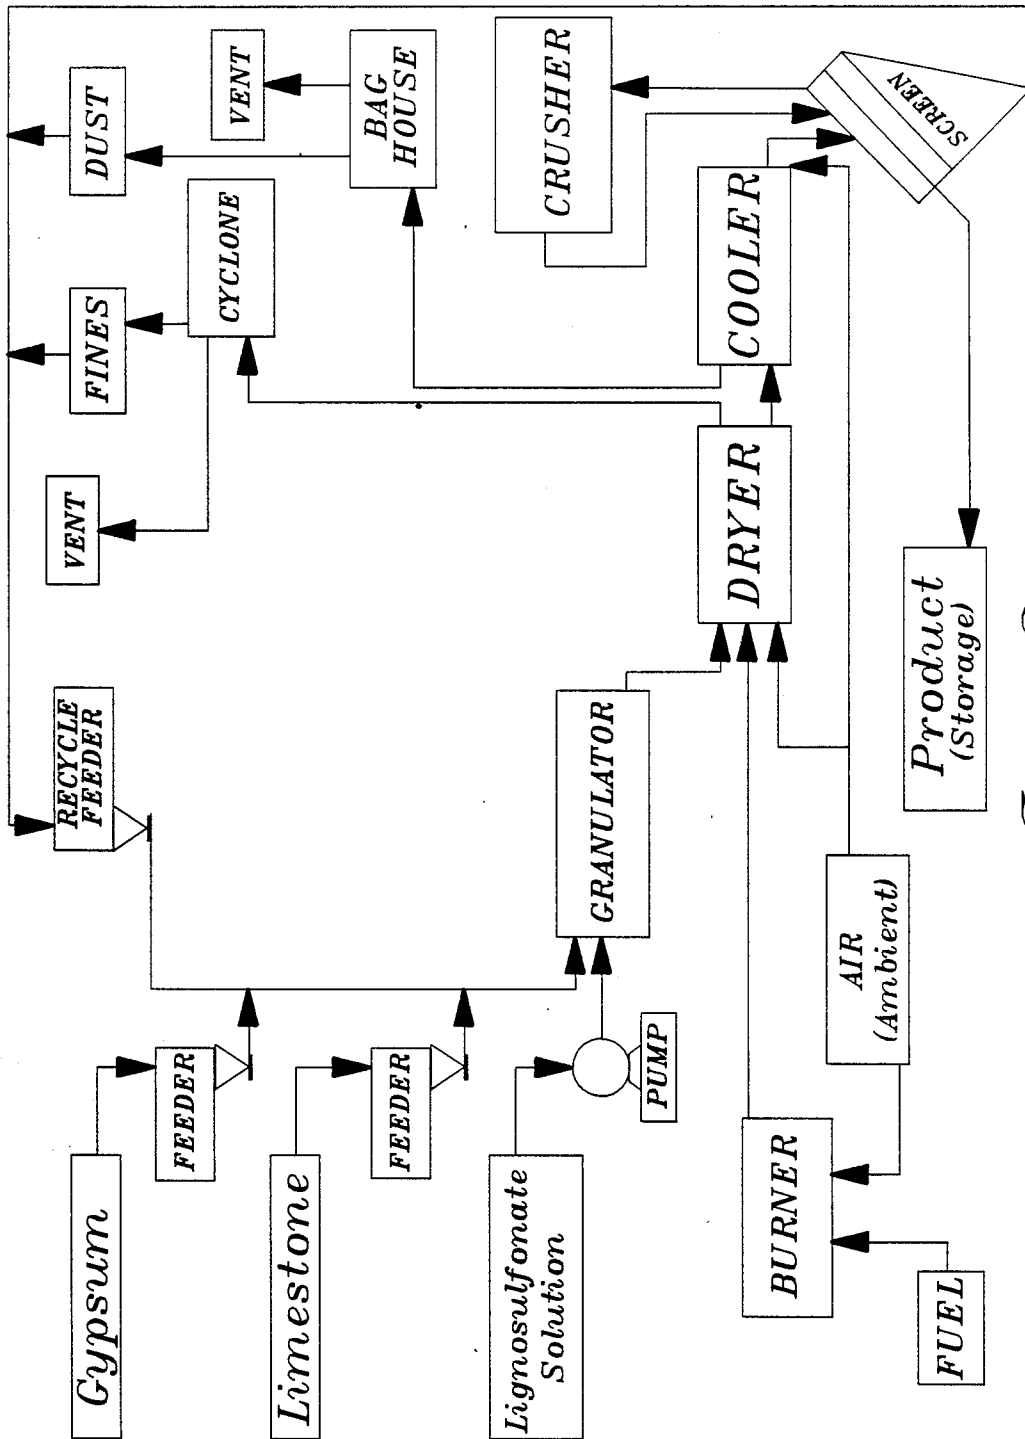 Gypsum
FEEDER
RECYCLE
FEEDER
VENT
FINES
DUST
Limestone
FEEDER
CYCLONE
VENT
BAG
HOUSE
Lignosulfonate
Solution
PUMP
GRANULATOR
CRUSHER
BURNER
DRYER
COOLER
FUEL
AIR
(Ambient)
Product
(Storage)
SCREEN